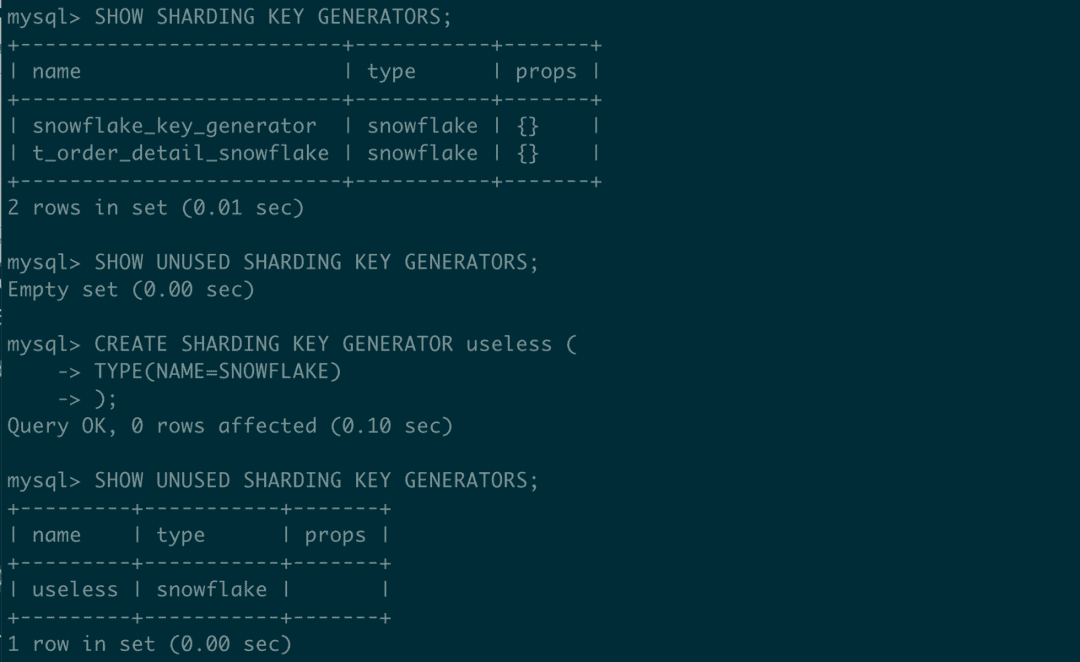 mysql> SHOW SHARDING KEY GENERATORS;
+--------------------------+-----------+-------+
| name                     | type      | props |
+--------------------------+-----------+-------+
| snowflake_key_generator  | snowflake | {}    |
| t_order_detail_snowflake | snowflake | {}    |
+--------------------------+-----------+-------+
2 rows in set (0.01 sec)

mysql> SHOW UNUSED SHARDING KEY GENERATORS;
Empty set (0.00 sec)

mysql> CREATE SHARDING KEY GENERATOR useless (
    -> TYPE(NAME=SNOWFLAKE)
    -> );
Query OK, 0 rows affected (0.10 sec)

mysql> SHOW UNUSED SHARDING KEY GENERATORS;
+---------+-----------+-------+
| name    | type      | props |
+---------+-----------+-------+
| useless | snowflake |       |
+---------+-----------+-------+
1 row in set (0.00 sec)